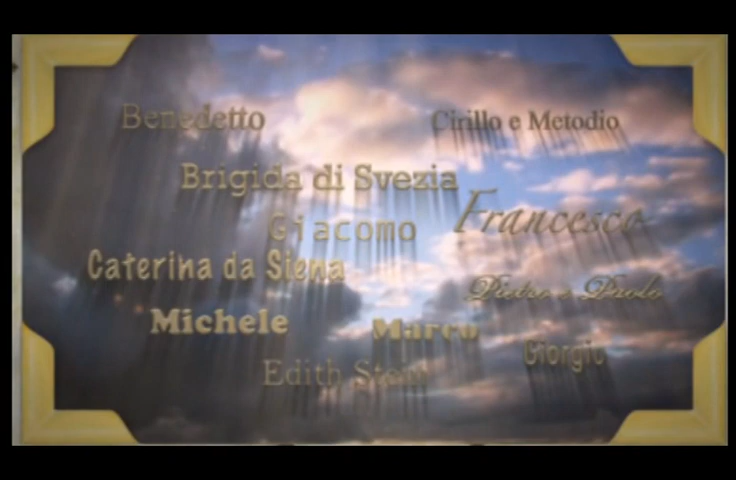 Benedetto
Cirillo e Metodio
Brigida di Svezia
Francesco
Giacomo
Caterina da Siena
Pietro e Paolo
Michele
Marco
Giorgio
Edith Stein